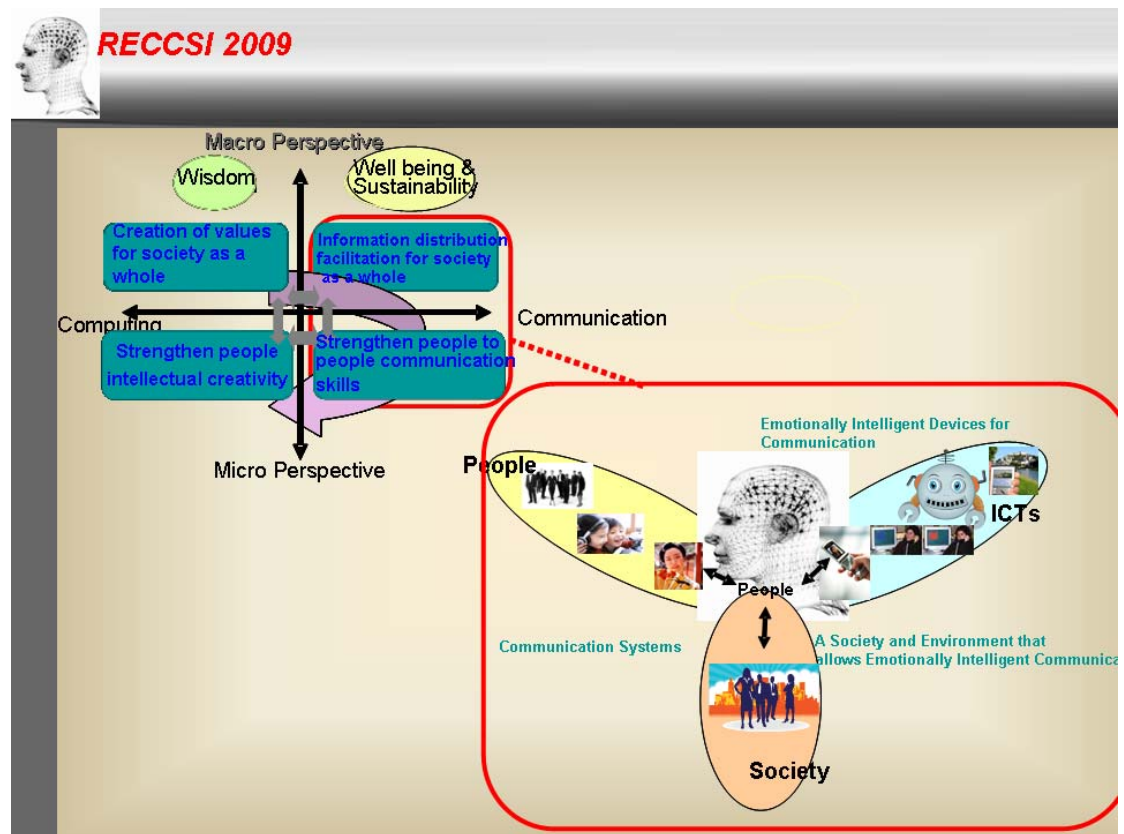 RECCSI 2009
Macro Perspective
Wisdom
Well being &
Sustainability
Creation of values
for society as a
whole
Information distribution
facilitation for society
as a whole
Computing
Communication
Strengthen people
intellectual creativity
Strengthen people to
people communication
skills
Micro Perspective
Emotionally Intelligent Devices for
Communication
People
ICTs
People
Communication Systems
A Society and Environment that
allows Emotionally Intelligent Communica
Society